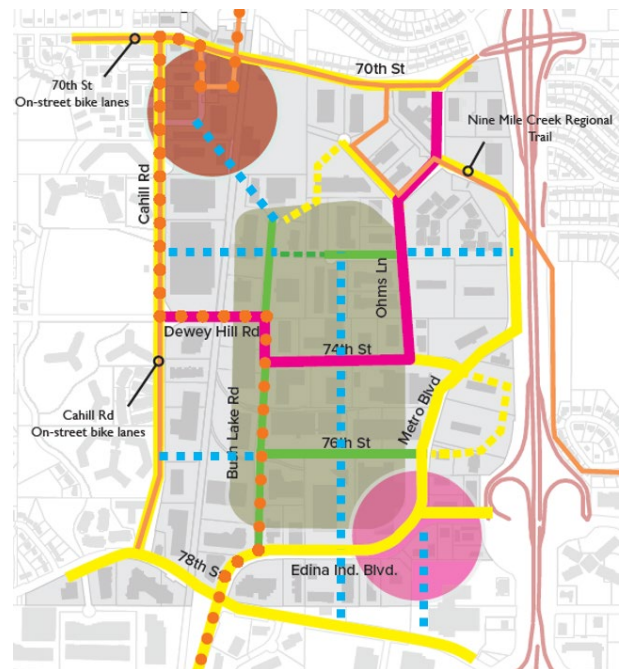 70th St
70th St
On-street bike lanes
Nine Mile Creek Regional
Trail
Cahill Rd
Ohms Ln
Dewey Hill Rd
74th St
Cahill Rd
On-street bike lanes
Bush Lake Rd
Metro Blvd
76th St
78th S
Edina Ind. Blvd.